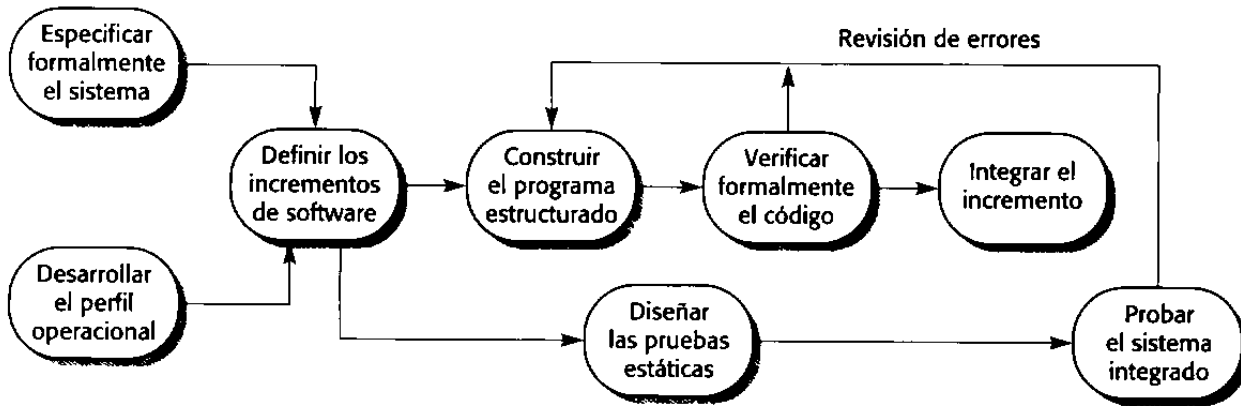 Especificar
formalmente
el sistema
Revisión de errores
Definir los
incrementos
de software
Construir
el programa
estructurado
Verificar
formalmente
el código
Integrar el
incremento
Desarrollar
el perfil
operacional
Diseñar
las pruebas
estáticas
Probar
el sistema
integrado